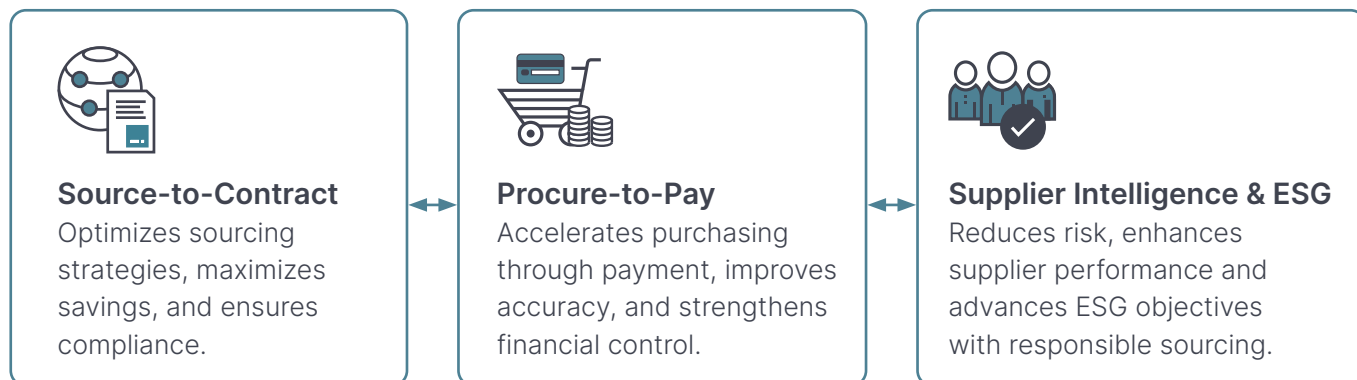 Source-to-Contract
Optimizes sourcing
strategies, maximizes
savings, and ensures
compliance.
Procure-to-Pay
Accelerates purchasing
through payment, improves
accuracy, and strengthens
financial control.
Supplier Intelligence & ESG
Reduces risk, enhances
supplier performance and
advances ESG objectives
with responsible sourcing.